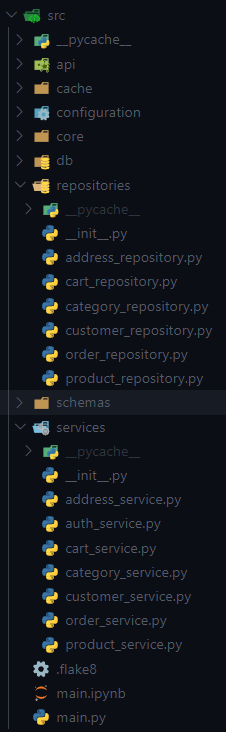 src
__pycache__
api
cache
configuration
core
db
repositories
__pycache__
__init__.py
address_repository.py
cart_repository.py
category_repository.py
customer_repository.py
order_repository.py
product_repository.py
schemas
services
__pycache__
__init__.py
address_service.py
auth_service.py
cart_service.py
category_service.py
customer_service.py
order_service.py
product_service.py
.flake8
main.ipynb
main.py